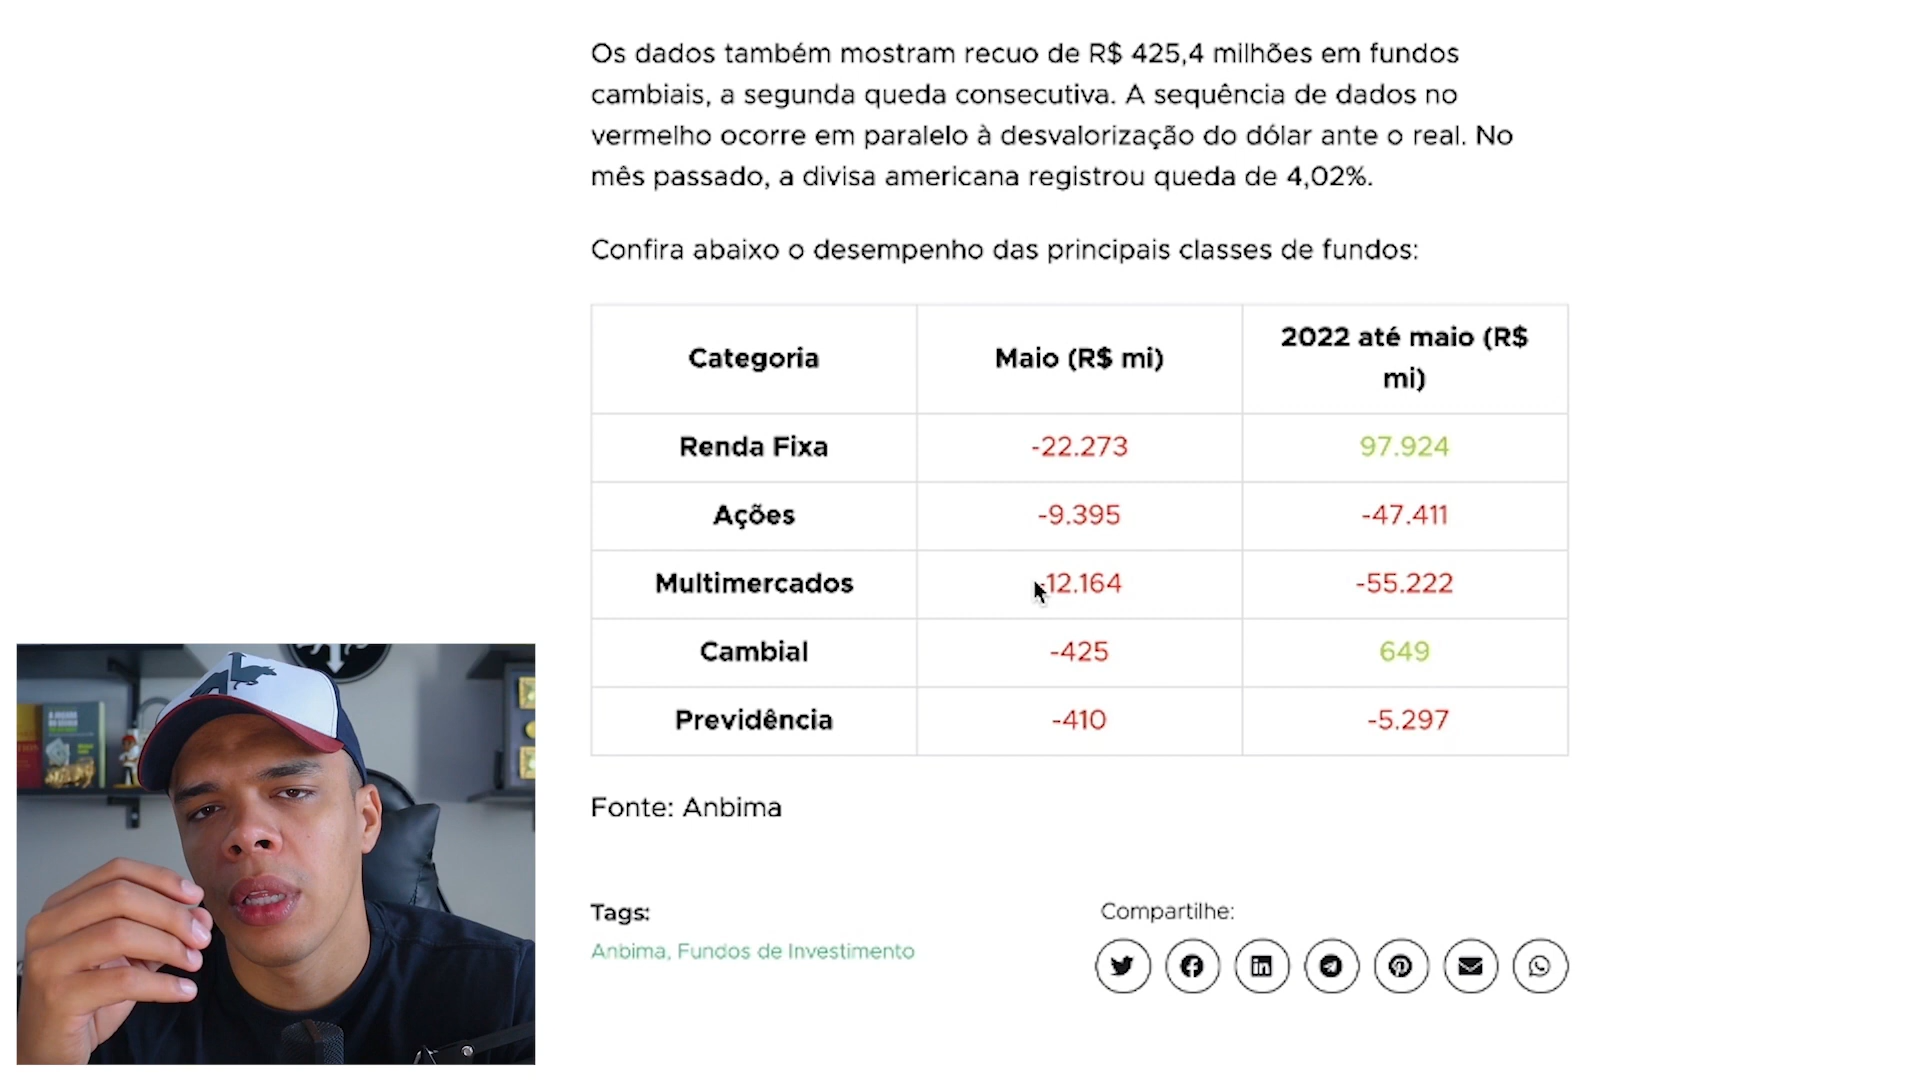 Os dados também mostram recuo de R$ 425,4 milhões em fundos
cambiais, a segunda queda consecutiva. A sequência de dados no
vermelho ocorre em paralelo à desvalorização do dólar ante o real. No
mês passado, a divisa americana registrou queda de 4,02%.
Confira abaixo o desempenho das principais classes de fundos:
Categoria Maio (R$ mi) 2022 até maio (R$
mi)
Renda Fixa -22.273 97.924
Ações -9.395 -47.411
Multimercados -12.164 -55.222
Cambial -425 649
Previdência -410 -5.297
Fonte: Anbima
Tags:
Anbima, Fundos de Investimento
Compartilhe: